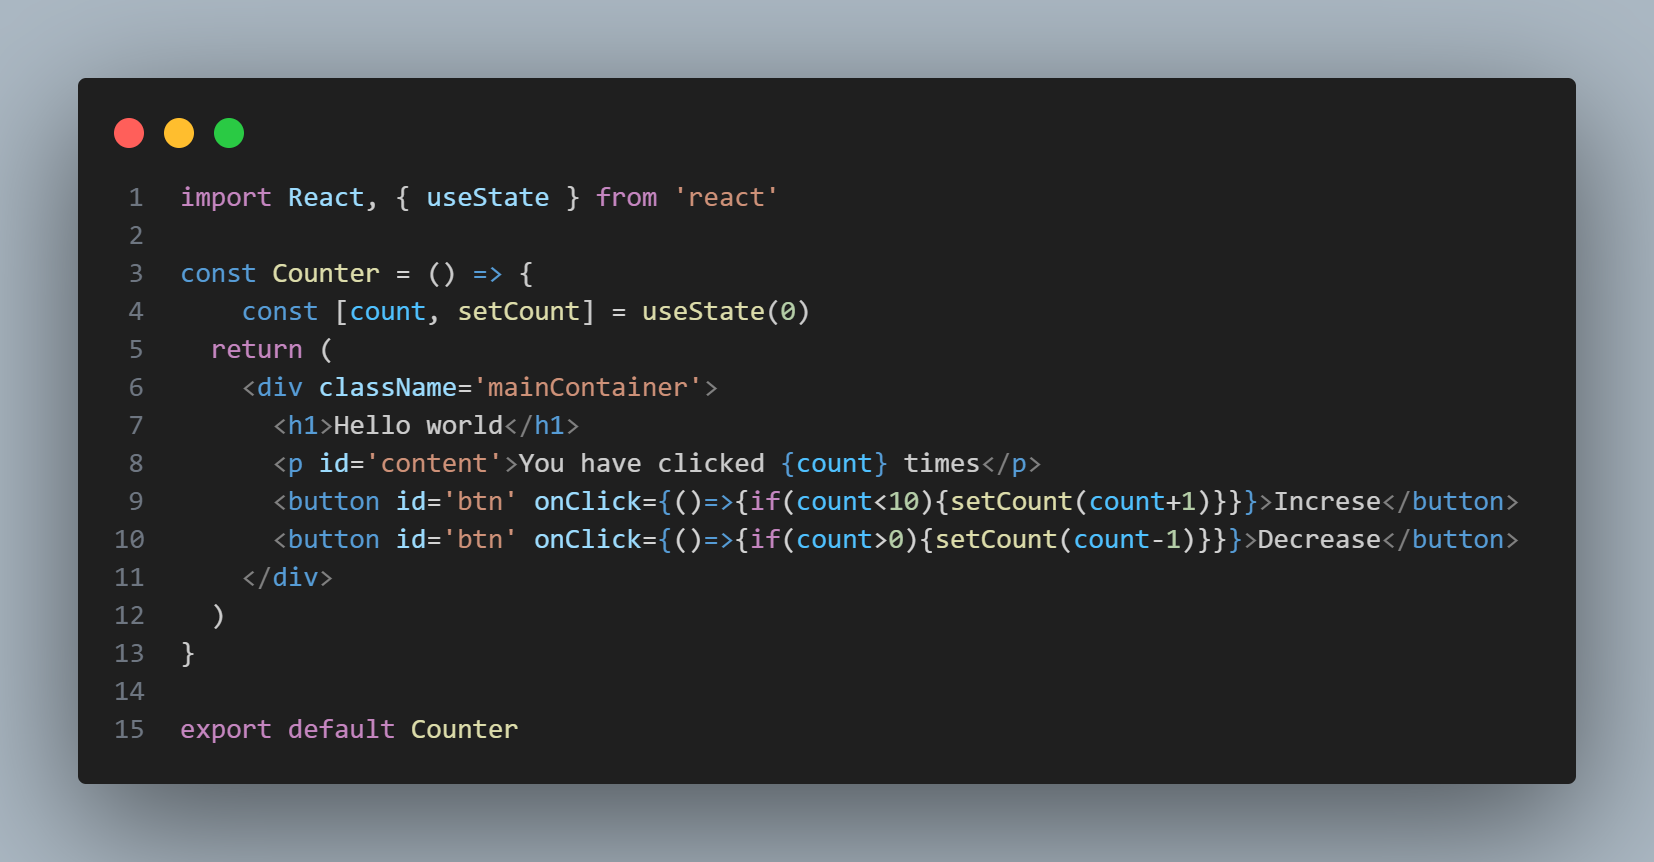 1 import React, { useState } from 'react'
2
3 const Counter = () => {
4     const [count, setCount] = useState(0)
5   return (
6     <div className='mainContainer'>
7       <h1>Hello world</h1>
8       <p id='content'>You have clicked {count} times</p>
9       <button id='btn' onClick={()=>{if(count<10){setCount(count+1)}}}>Increse</button>
10       <button id='btn' onClick={()=>{if(count>0){setCount(count-1)}}}>Decrease</button>
11     </div>
12   )
13 }
14
15 export default Counter